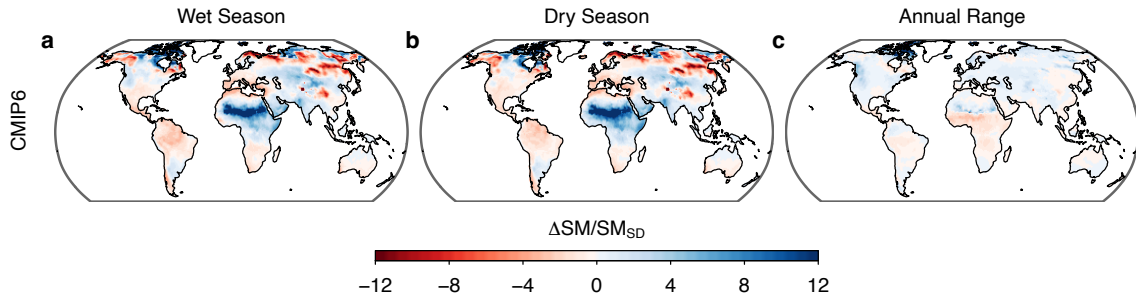 Wet Season Dry Season Annual Range
a b c
CMIP6
ΔSM/SM_SD
−12 −8 −4 0 4 8 12